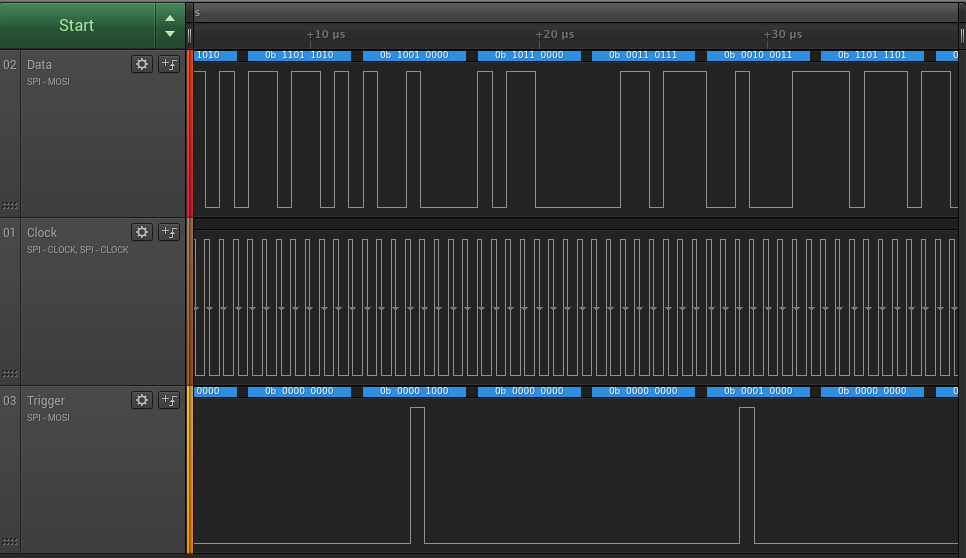 s
Start
+10 µs
+20 µs
+30 µs
02
Data
SPI - MOSI
1010
0b 1101 1010
0b 1001 0000
0b 1011 0000
0b 0011 0111
0b 0010 0011
0b 1101 1101
0
01
Clock
SPI - CLOCK, SPI - CLOCK
03
Trigger
SPI - MOSI
0000
0b 0000 0000
0b 0000 1000
0b 0000 0000
0b 0000 0000
0b 0001 0000
0b 0000 0000
0